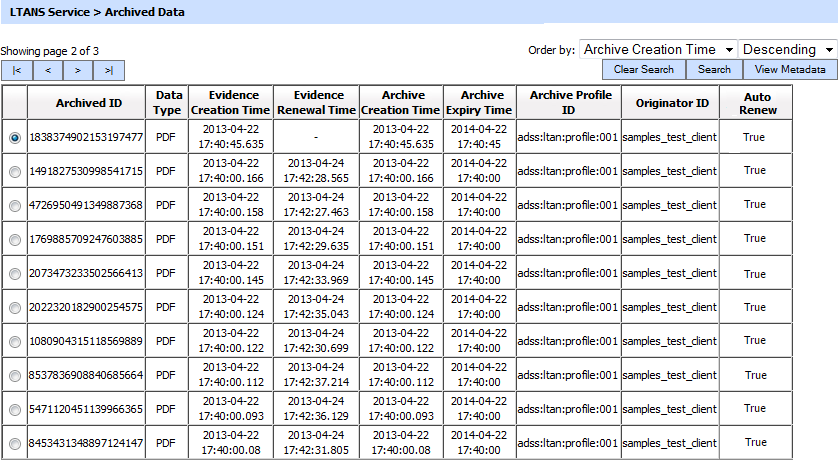 LTANS Service > Archived Data
Showing page 2 of 3
Order by: Archive Creation Time Descending
|< < > >| Clear Search Search View Metadata
Archived ID Data Type Evidence Creation Time Evidence Renewal Time Archive Creation Time Archive Expiry Time Archive Profile ID Originator ID Auto Renew
1838374902153197477 PDF 2013-04-22 17:40:45.635 - 2013-04-22 17:40:45.635 2014-04-22 17:40:45 adss:ltan:profile:001 samples_test_client True
1491827530998541715 PDF 2013-04-22 17:40:00.166 2013-04-24 17:42:28.565 2013-04-22 17:40:00.166 2014-04-22 17:40:00 adss:ltan:profile:001 samples_test_client True
4726950491349887368 PDF 2013-04-22 17:40:00.158 2013-04-24 17:42:27.463 2013-04-22 17:40:00.158 2014-04-22 17:40:00 adss:ltan:profile:001 samples_test_client True
1769885709247603885 PDF 2013-04-22 17:40:00.151 2013-04-24 17:42:29.635 2013-04-22 17:40:00.151 2014-04-22 17:40:00 adss:ltan:profile:001 samples_test_client True
2073473233502566413 PDF 2013-04-22 17:40:00.145 2013-04-24 17:42:33.969 2013-04-22 17:40:00.145 2014-04-22 17:40:00 adss:ltan:profile:001 samples_test_client True
2022320182900254575 PDF 2013-04-22 17:40:00.124 2013-04-24 17:42:35.043 2013-04-22 17:40:00.124 2014-04-22 17:40:00 adss:ltan:profile:001 samples_test_client True
1080904315118569889 PDF 2013-04-22 17:40:00.122 2013-04-24 17:42:30.699 2013-04-22 17:40:00.122 2014-04-22 17:40:00 adss:ltan:profile:001 samples_test_client True
8537836908840685664 PDF 2013-04-22 17:40:00.112 2013-04-24 17:42:37.214 2013-04-22 17:40:00.112 2014-04-22 17:40:00 adss:ltan:profile:001 samples_test_client True
5471120451139966365 PDF 2013-04-22 17:40:00.093 2013-04-24 17:42:36.129 2013-04-22 17:40:00.093 2014-04-22 17:40:00 adss:ltan:profile:001 samples_test_client True
8453431348897124147 PDF 2013-04-22 17:40:00.08 2013-04-24 17:42:31.805 2013-04-22 17:40:00.08 2014-04-22 17:40:00 adss:ltan:profile:001 samples_test_client True